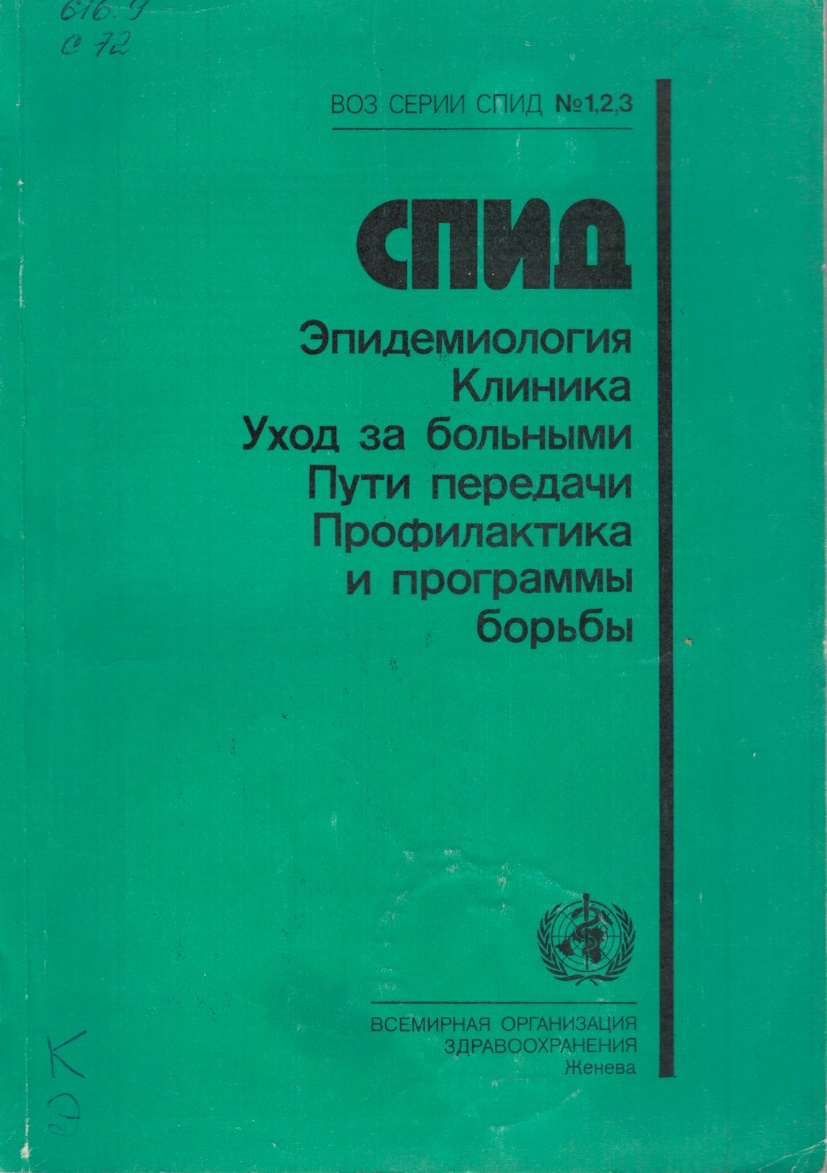 616.9
С 72
ВОЗ СЕРИИ СПИД №1,2,3
СПИД
Эпидемиология
Клиника
Уход за больными
Пути передачи
Профилактика
и программы
борьбы
ВСЕМИРНАЯ ОРГАНИЗАЦИЯ
ЗДРАВООХРАНЕНИЯ
Женева
К